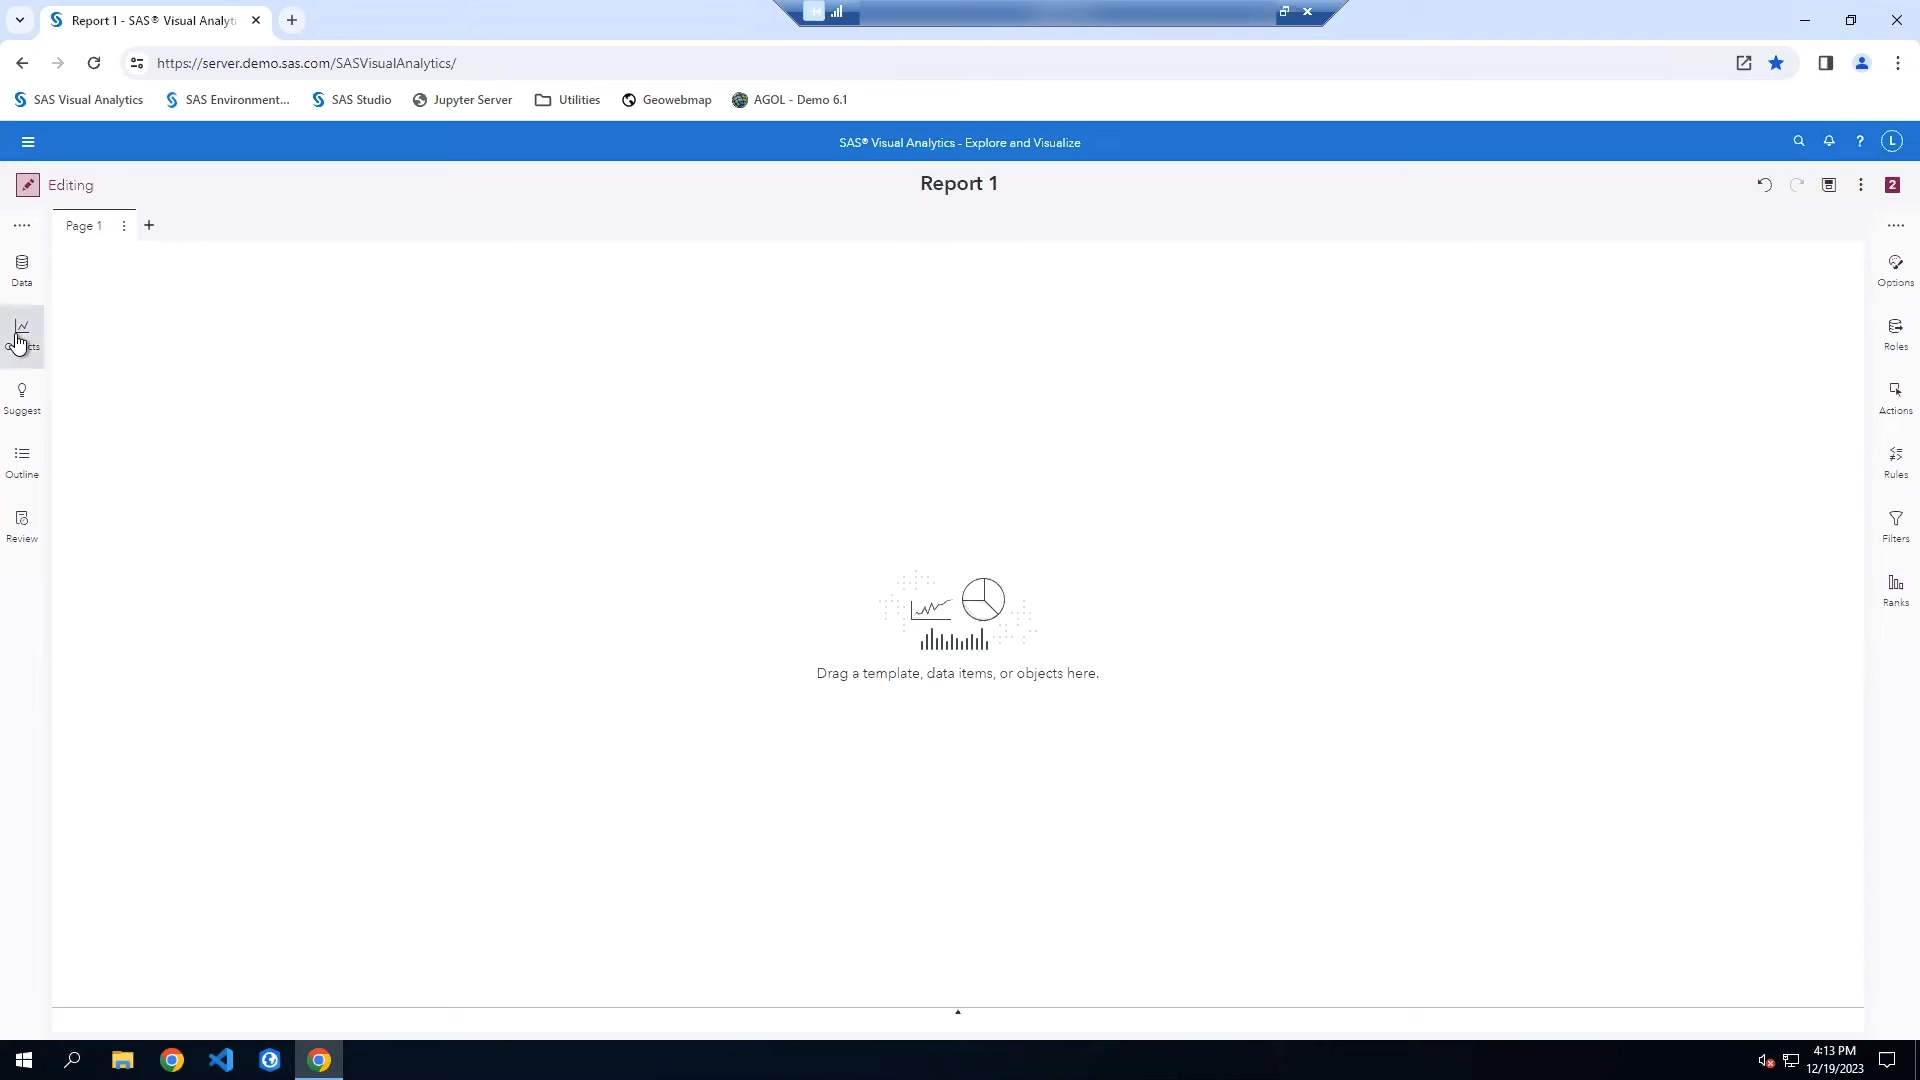 Report 1 - SAS® Visual Analyti
https://server.demo.sas.com/SASVisualAnalytics/
SAS Visual Analytics
SAS Environment...
SAS Studio
Jupyter Server
Utilities
Geowebmap
AGOL - Demo 6.1
SAS® Visual Analytics - Explore and Visualize
L
Editing
Report 1
2
Page 1
Data
Suggest
Outline
Review
Options
Roles
Actions
Rules
Filters
Ranks
Drag a template, data items, or objects here.
4:13 PM
12/19/2023